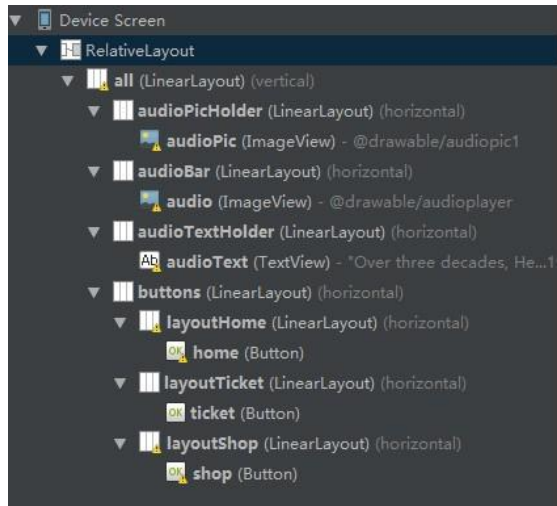 Device Screen
RelativeLayout
all (LinearLayout) (vertical)
audioPicHolder (LinearLayout) (horizontal)
audioPic (ImageView) - @drawable/audiopic1
audioBar (LinearLayout) (horizontal)
audio (ImageView) - @drawable/audioplayer
audioTextHolder (LinearLayout) (horizontal)
Ab audioText (TextView) - "Over three decades, He...1
buttons (LinearLayout) (horizontal)
layoutHome (LinearLayout) (horizontal)
OK home (Button)
layoutTicket (LinearLayout) (horizontal)
OK ticket (Button)
layoutShop (LinearLayout) (horizontal)
OK shop (Button)